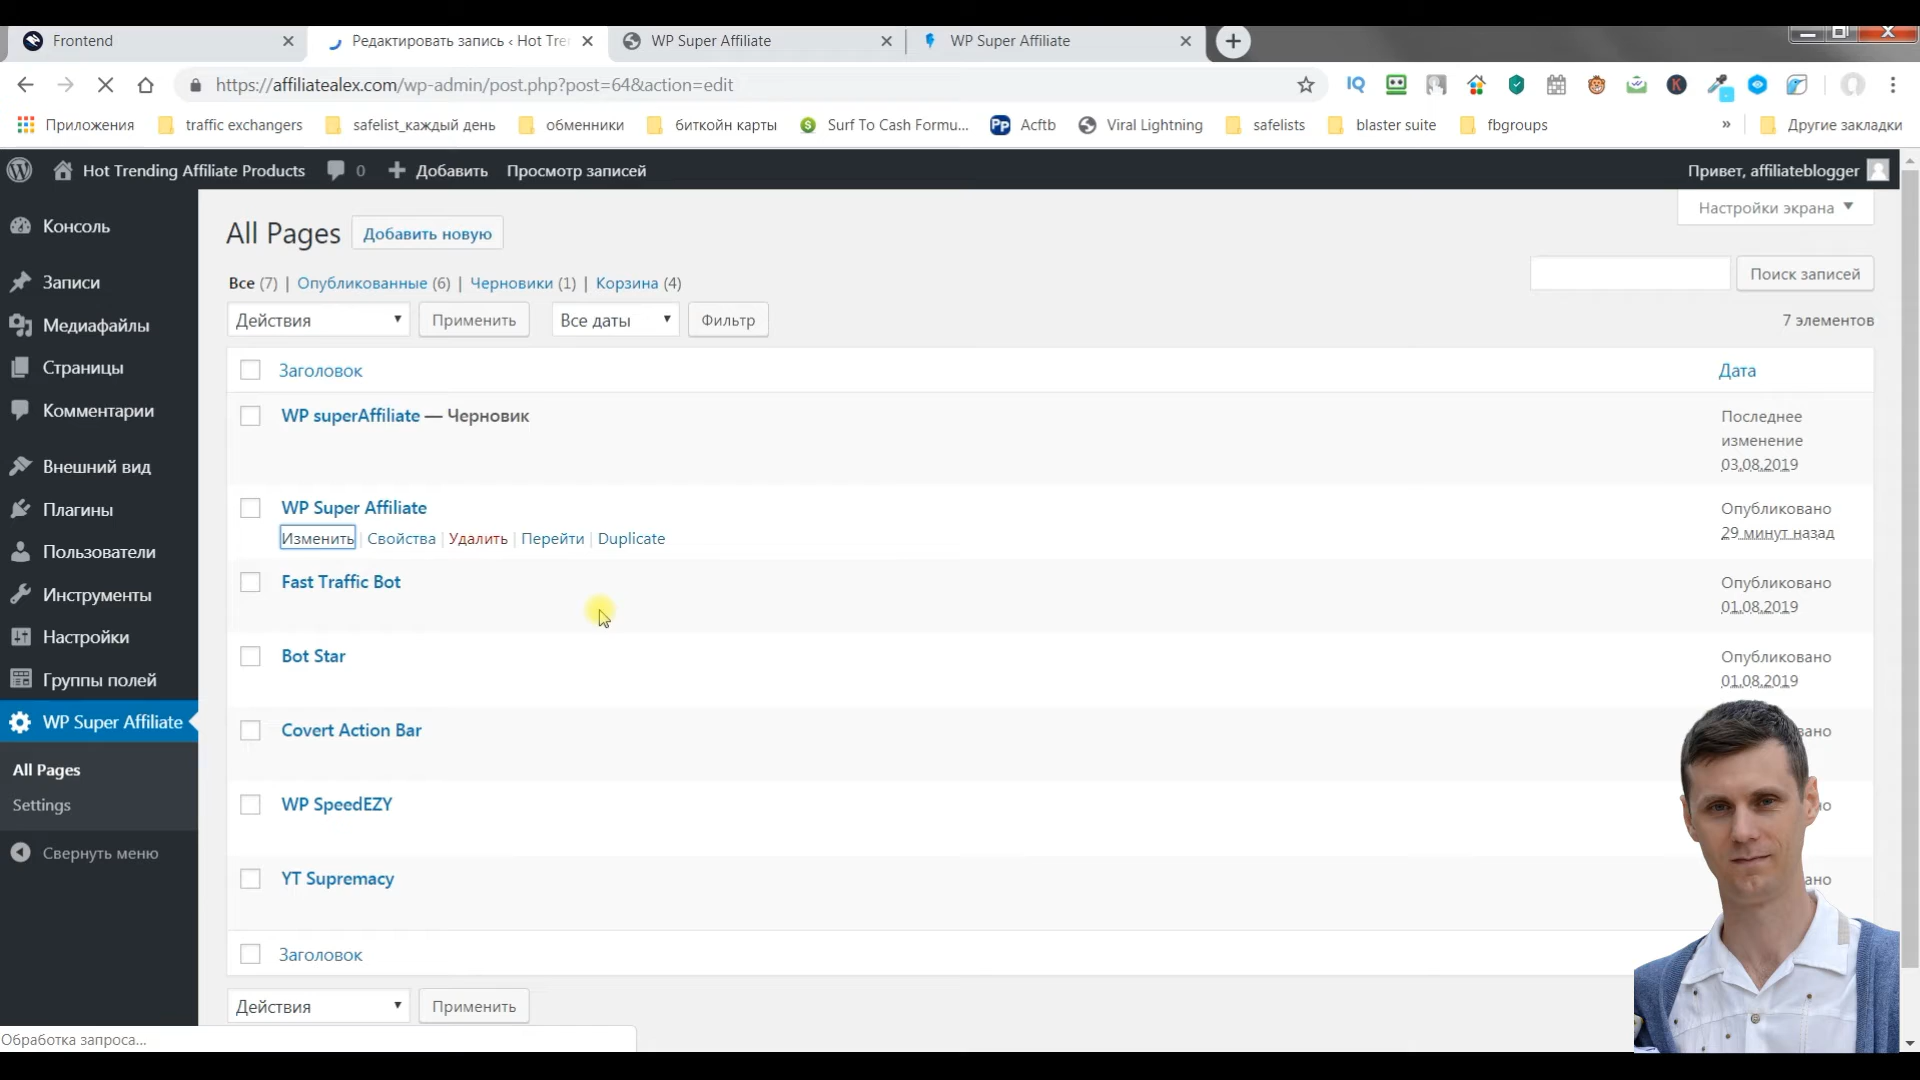 Frontend
Редактировать запись ‹ Hot Tre
WP Super Affiliate
WP Super Affiliate
https://affiliatealex.com/wp-admin/post.php?post=64&action=edit
Приложения
traffic exchangers
safelist_каждый день
обменники
биткойн карты
Surf To Cash Formu...
Acftb
Viral Lightning
safelists
blaster suite
fbgroups
»
Другие закладки
Hot Trending Affiliate Products
0
Добавить
Просмотр записей
Привет, affiliateblogger
Консоль
Записи
Медиафайлы
Страницы
Комментарии
Внешний вид
Плагины
Пользователи
Инструменты
Настройки
Группы полей
WP Super Affiliate
All Pages
Settings
Свернуть меню
Настройки экрана
All Pages
Добавить новую
Все (7) | Опубликованные (6) | Черновики (1) | Корзина (4)
Поиск записей
Действия
Применить
Все даты
Фильтр
7 элементов
Заголовок
Дата
WP superAffiliate — Черновик
Последнее
изменение
03.08.2019
WP Super Affiliate
Изменить | Свойства | Удалить | Перейти | Duplicate
Опубликовано
29 минут назад
Fast Traffic Bot
Опубликовано
01.08.2019
Bot Star
Опубликовано
01.08.2019
Covert Action Bar
WP SpeedEZY
YT Supremacy
Заголовок
Действия
Применить
Обработка запроса...